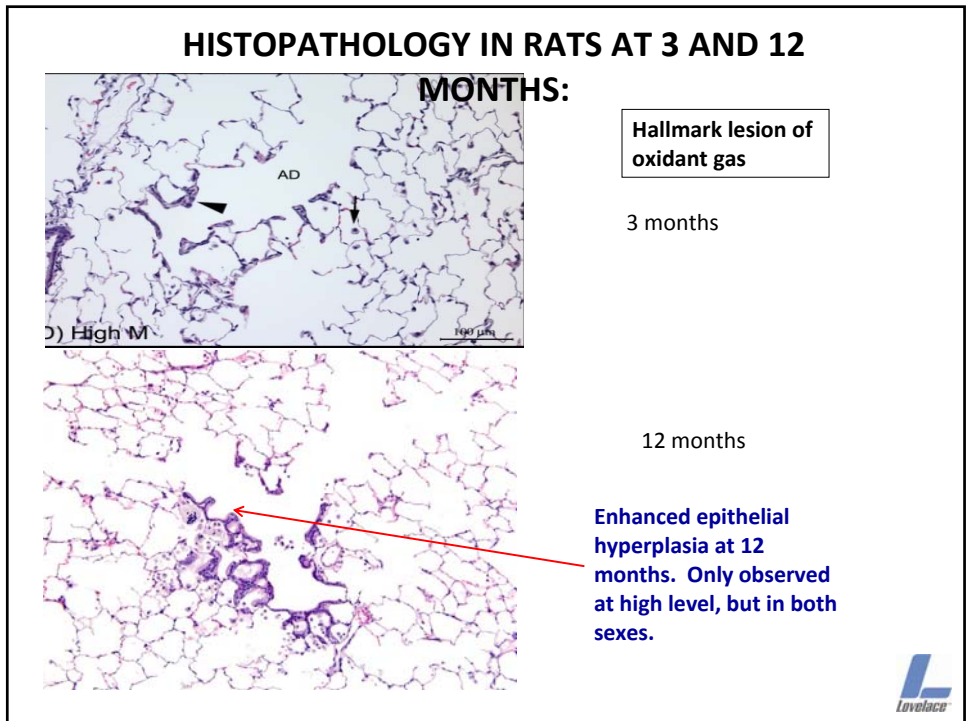 HISTOPATHOLOGY IN RATS AT 3 AND 12
MONTHS:
Hallmark lesion of
oxidant gas
AD
3 months
D) High M
100 µm
12 months
Enhanced epithelial
hyperplasia at 12
months. Only observed
at high level, but in both
sexes.
Lovelace